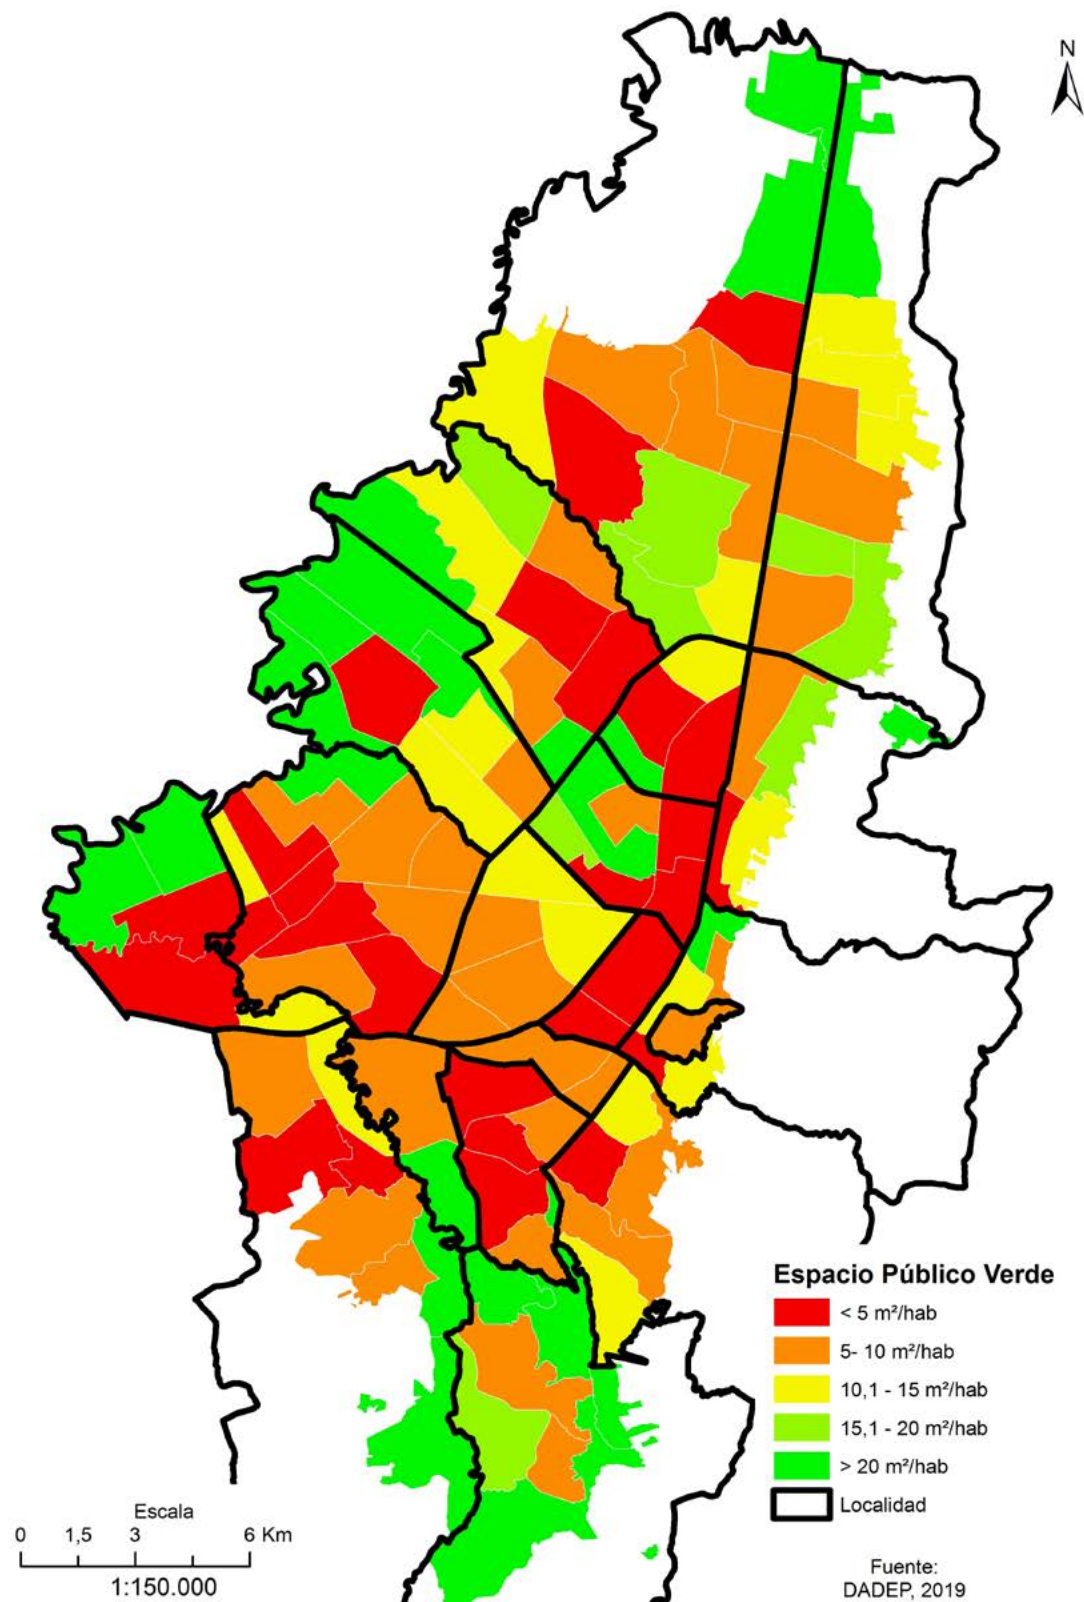 N
Espacio Público Verde
< 5 m²/hab
5- 10 m²/hab
10,1 - 15 m²/hab
15,1 - 20 m²/hab
> 20 m²/hab
Localidad
Escala
0 1,5 3 6 Km
1:150.000
Fuente:
DADEP, 2019